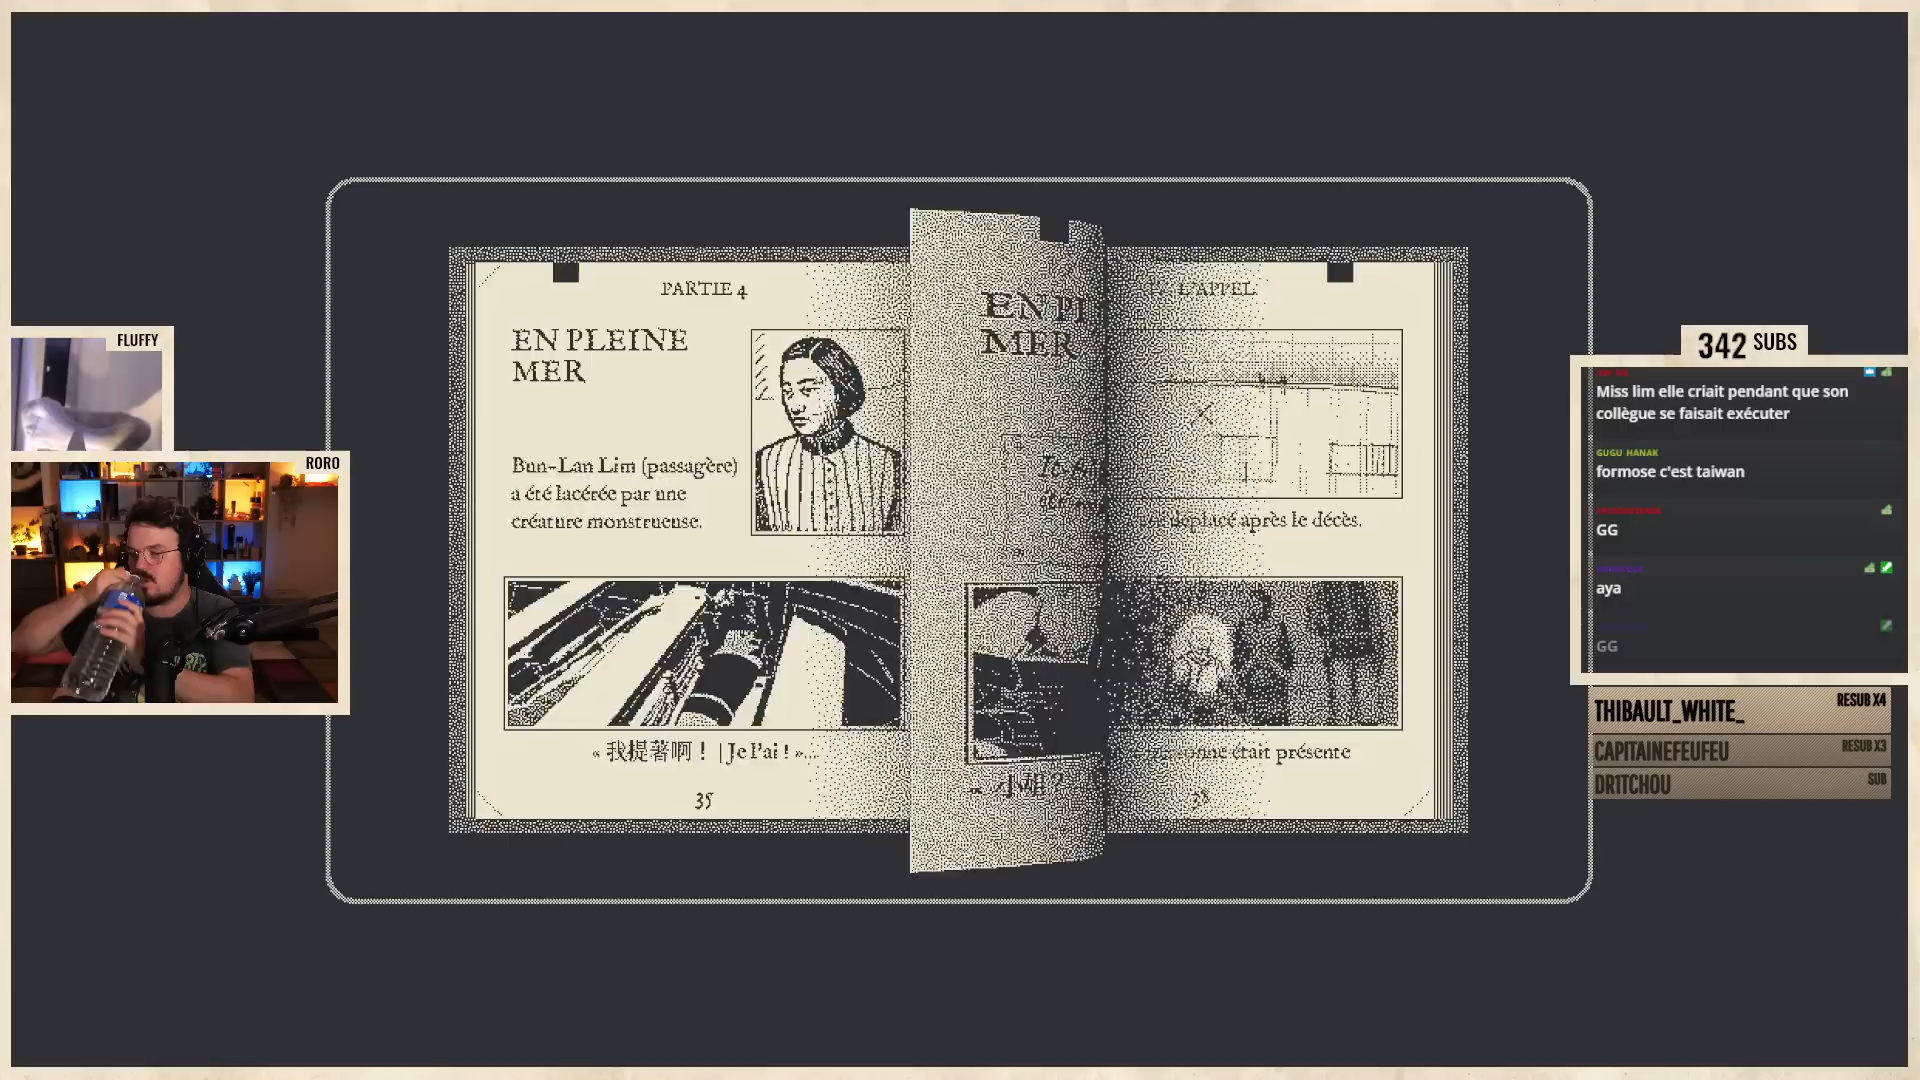 PARTIE 4
EN PLEINE
MER
Bun-Lan Lim (passagère)
a été lacérée par une
créature monstrueuse.
« 我提著啊！ | Je l'ai ! »...
35
EN PL
MER
小姐？
L'APPEL
déplacé après le décès.
était présente
FLUFFY
RORO
342 SUBS
Miss lim elle criait pendant que son
collègue se faisait exécuter
GUGU HANAK
formose c'est taiwan
GG
aya
GG
THIBAULT_WHITE_ RESUB X4
CAPITAINEFEUFEU RESUB X3
DR1TCHOU SUB